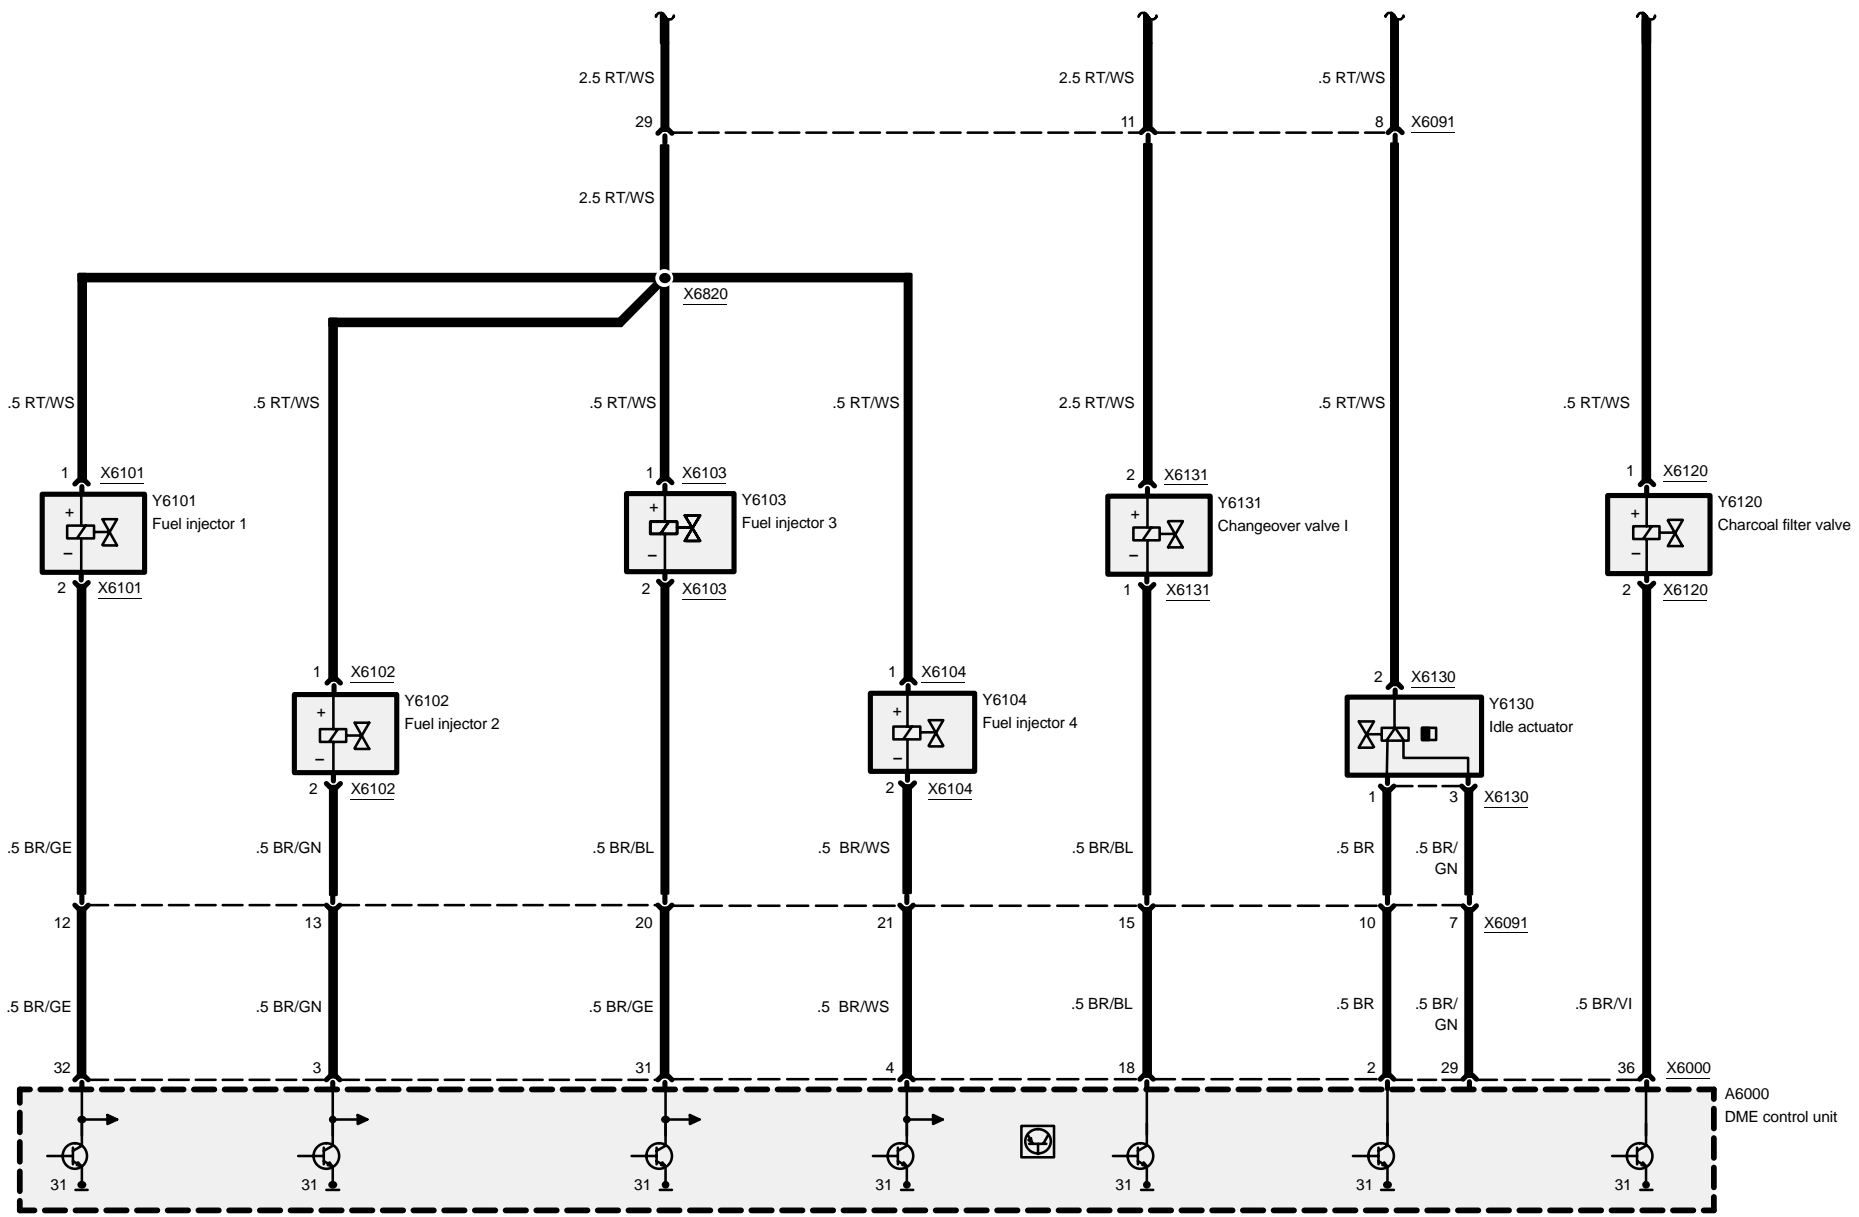 2.5 RT/WS 2.5 RT/WS .5 RT/WS
29 11 8 X6091
2.5 RT/WS
X6820
.5 RT/WS .5 RT/WS .5 RT/WS .5 RT/WS 2.5 RT/WS .5 RT/WS .5 RT/WS
1 X6101 1 X6103 2 X6131 1 X6120
Y6101 Y6103 Y6131 Y6120
Fuel injector 1 Fuel injector 3 Changeover valve I Charcoal filter valve
+ + + +
− − − −
2 X6101 2 X6103 1 X6131 2 X6120
1 X6102 1 X6104 2 X6130
Y6102 Y6104 Y6130
Fuel injector 2 Fuel injector 4 Idle actuator
+ +
− −
2 X6102 2 X6104 1 3 X6130
.5 BR/GE .5 BR/GN .5 BR/BL .5 BR/WS .5 BR/BL .5 BR .5 BR/
GN
12 13 20 21 15 10 7 X6091
.5 BR/GE .5 BR/GN .5 BR/GE .5 BR/WS .5 BR/BL .5 BR .5 BR/ .5 BR/VI
GN
32 3 31 4 18 2 29 36 X6000
A6000
DME control unit
31 31 31 31 31 31 31